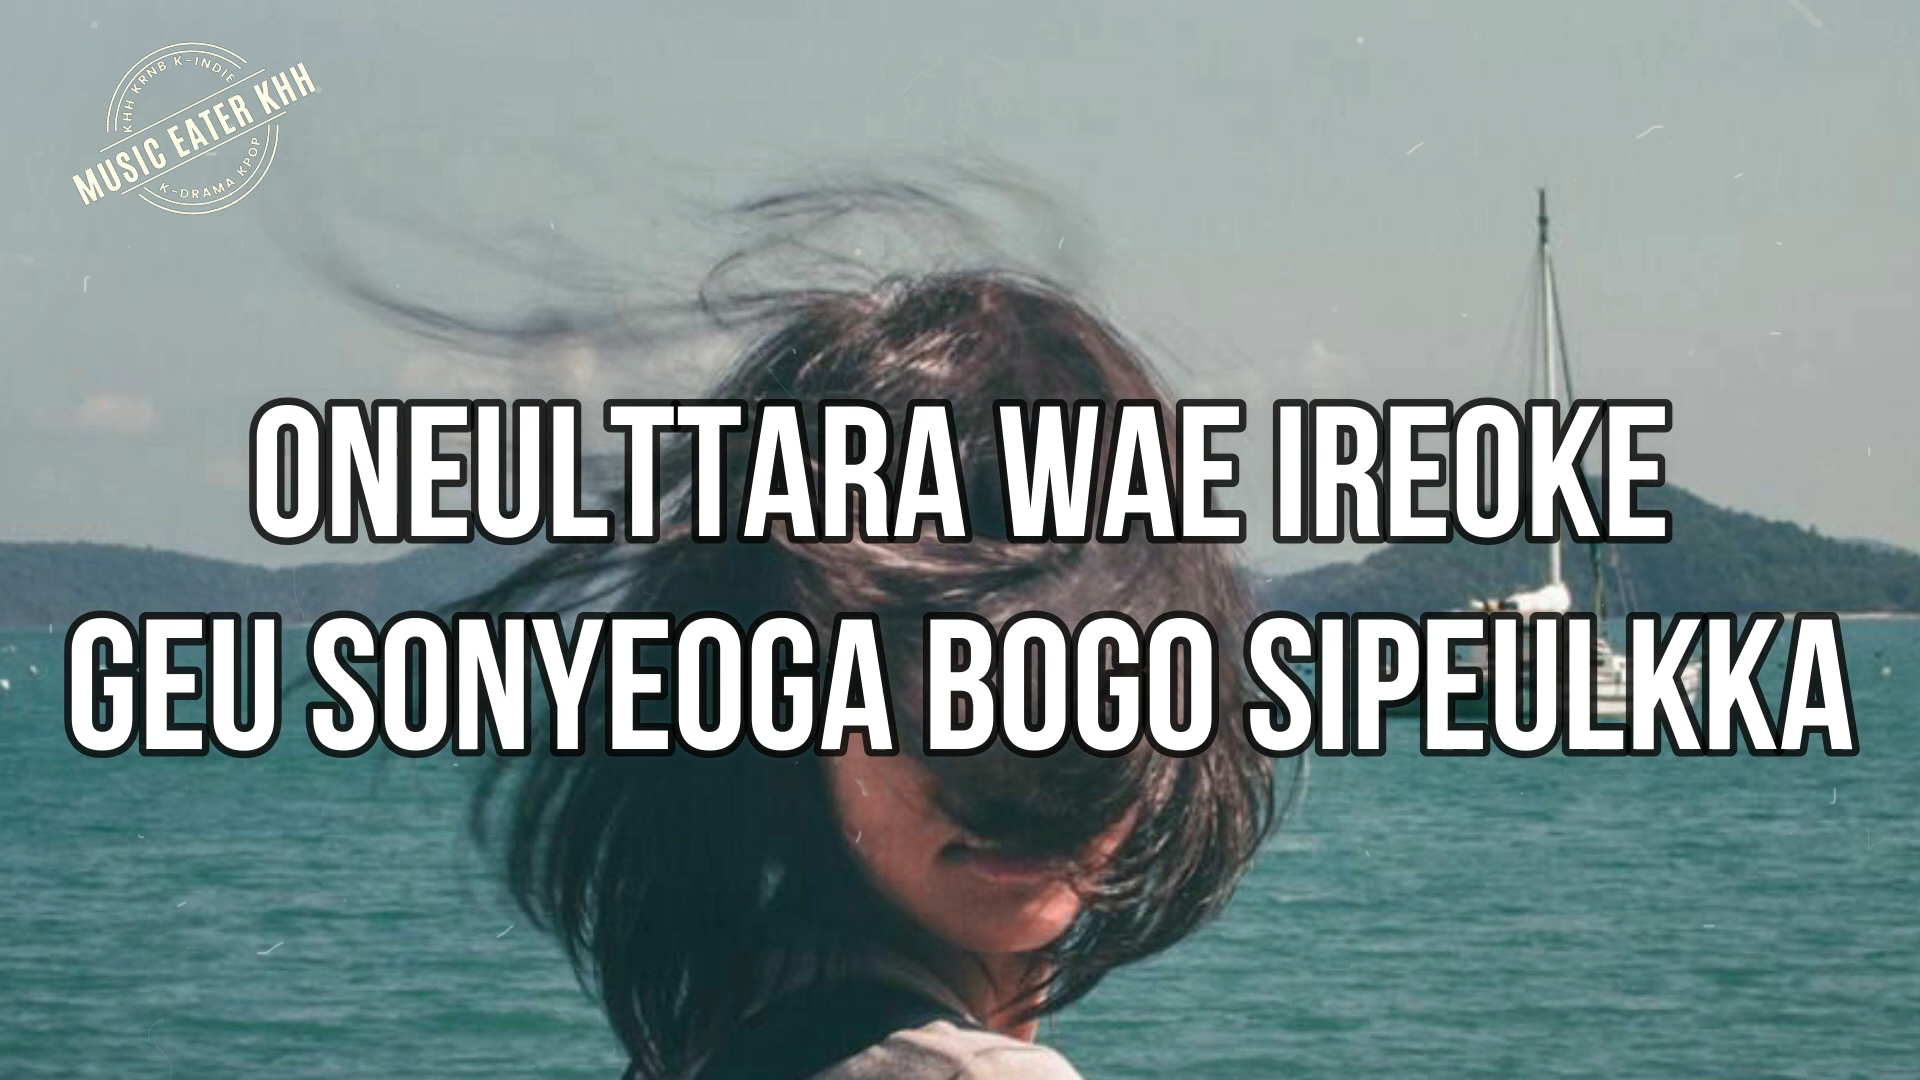 KHH KRNB K-INDIE
MUSIC EATER KHH
K-DRAMA KPOP
ONEULTTARA WAE IREOKE
GEU SONYEOGA BOGO SIPEULKKA